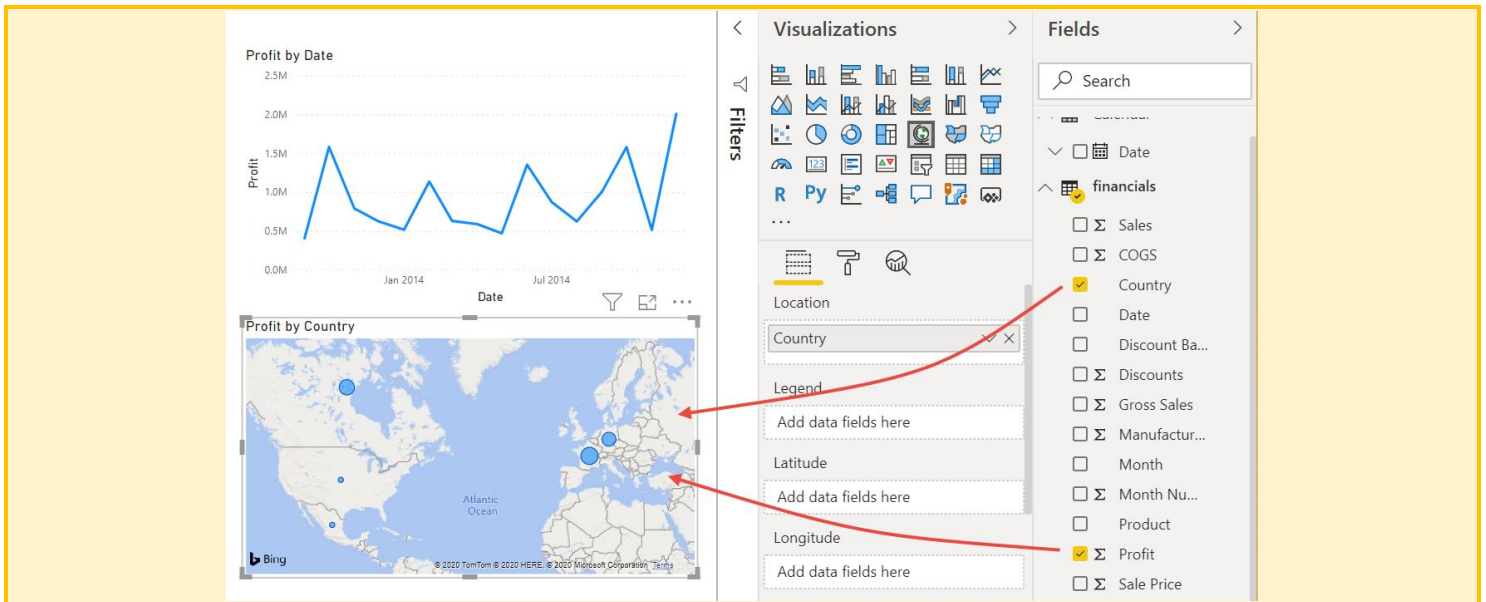 Profit by Date
2.5M
2.0M
1.5M
1.0M
0.5M
0.0M
Profit
Jan 2014
Jul 2014
Date
Profit by Country
Atlantic
Ocean
Bing
© 2020 TomTom © 2020 HERE, © 2020 Microsoft Corporation Terms
Filters
Visualizations
123
R
Py
...
Location
Country
Legend
Add data fields here
Latitude
Add data fields here
Longitude
Add data fields here
Fields
Search
Date
financials
Σ Sales
Σ COGS
Country
Date
Discount Ba...
Σ Discounts
Σ Gross Sales
Σ Manufactur...
Month
Σ Month Nu...
Product
Σ Profit
Σ Sale Price